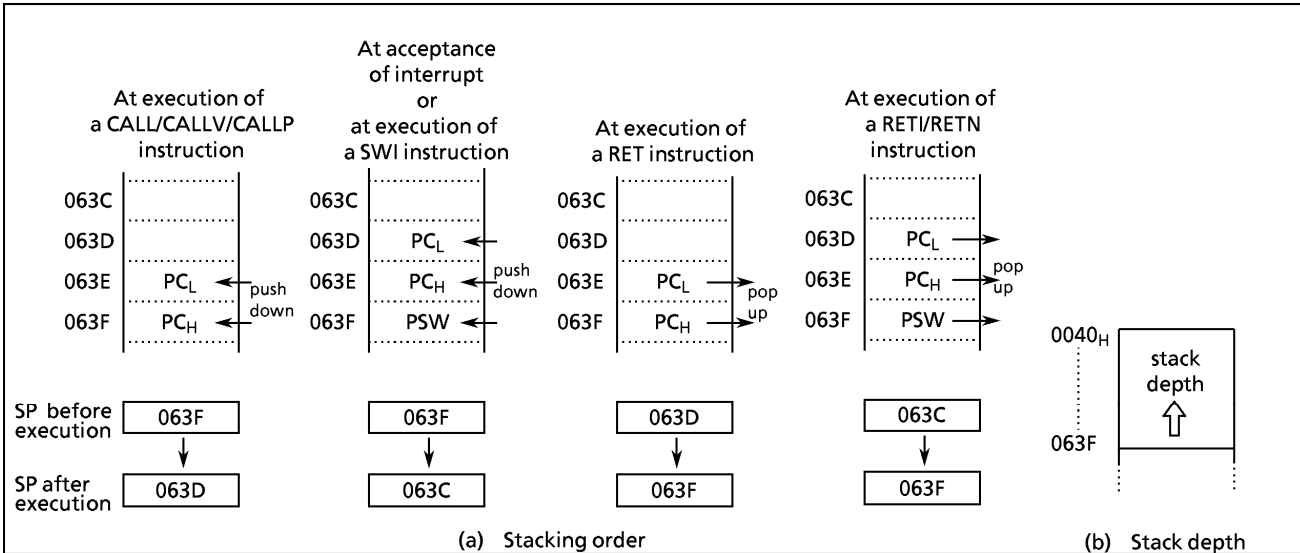 At execution of
a CALL/CALLV/CALLP
instruction
063C
063D
063E PCL
063F PCH
push
down
At acceptance
of interrupt
or
at execution of
a SWI instruction
063C
063D PCL
063E PCH
063F PSW
push
down
At execution of
a RET instruction
063C
063D
063E PCL
063F PCH
pop
up
At execution of
a RETI/RETN
instruction
063C
063D PCL
063E PCH
063F PSW
pop
up
SP before
execution
063F
063F
063D
063C
SP after
execution
063D
063C
063F
063F
(a) Stacking order
0040H
stack
depth
063F
(b) Stack depth